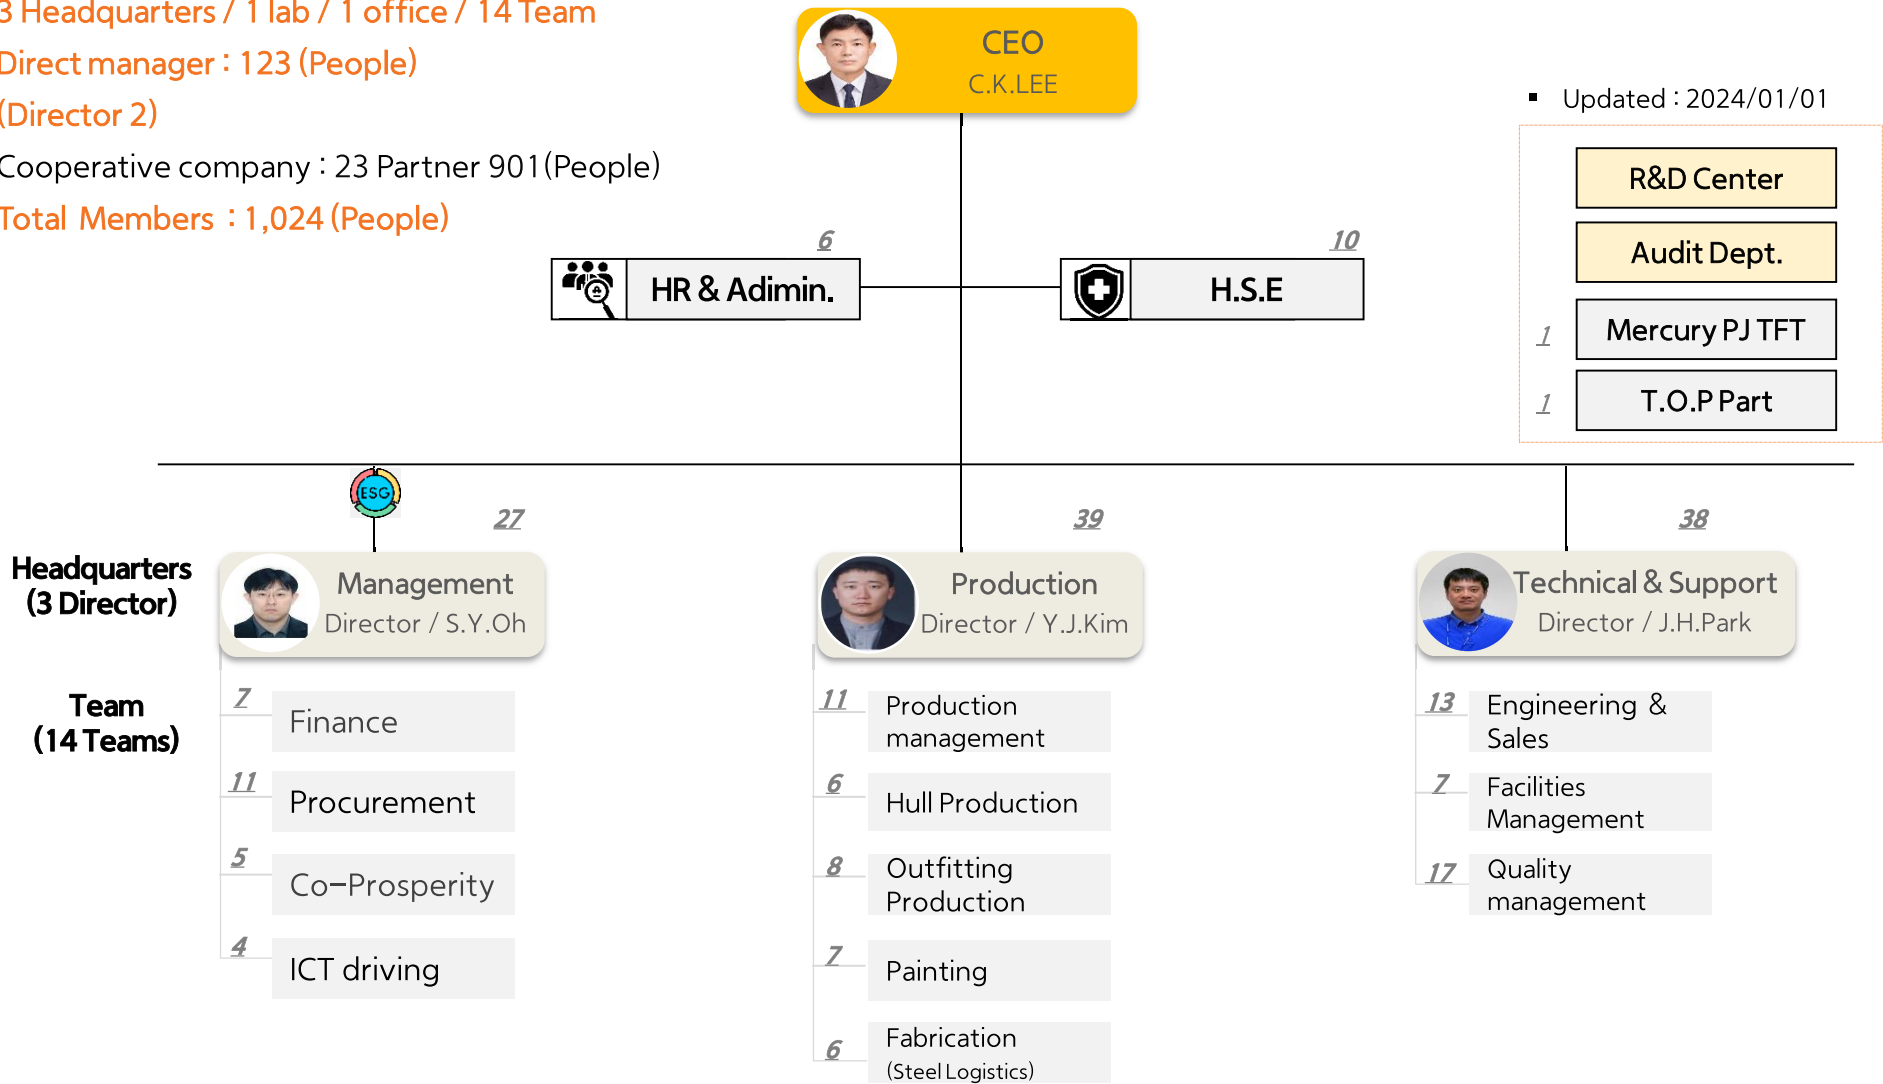 3 Headquarters / 1 lab / 1 office / 14 Team
Direct manager : 123 (People)
(Director 2)
Cooperative company : 23 Partner 901(People)
Total Members : 1,024 (People)
CEO
C.K.LEE
▪ Updated : 2024/01/01
R&D Center
Audit Dept.
1
Mercury PJ TFT
1
T.O.P Part
6
HR & Adimin.
10
H.S.E
ESG
27
39
38
Headquarters
(3 Director)
Management
Director / S.Y.Oh
Production
Director / Y.J.Kim
Technical & Support
Director / J.H.Park
Team
(14 Teams)
7
Finance
11
Procurement
5
Co-Prosperity
4
ICT driving
11
Production
management
6
Hull Production
8
Outfitting
Production
7
Painting
6
Fabrication
(Steel Logistics)
13
Engineering &
Sales
7
Facilities
Management
17
Quality
management